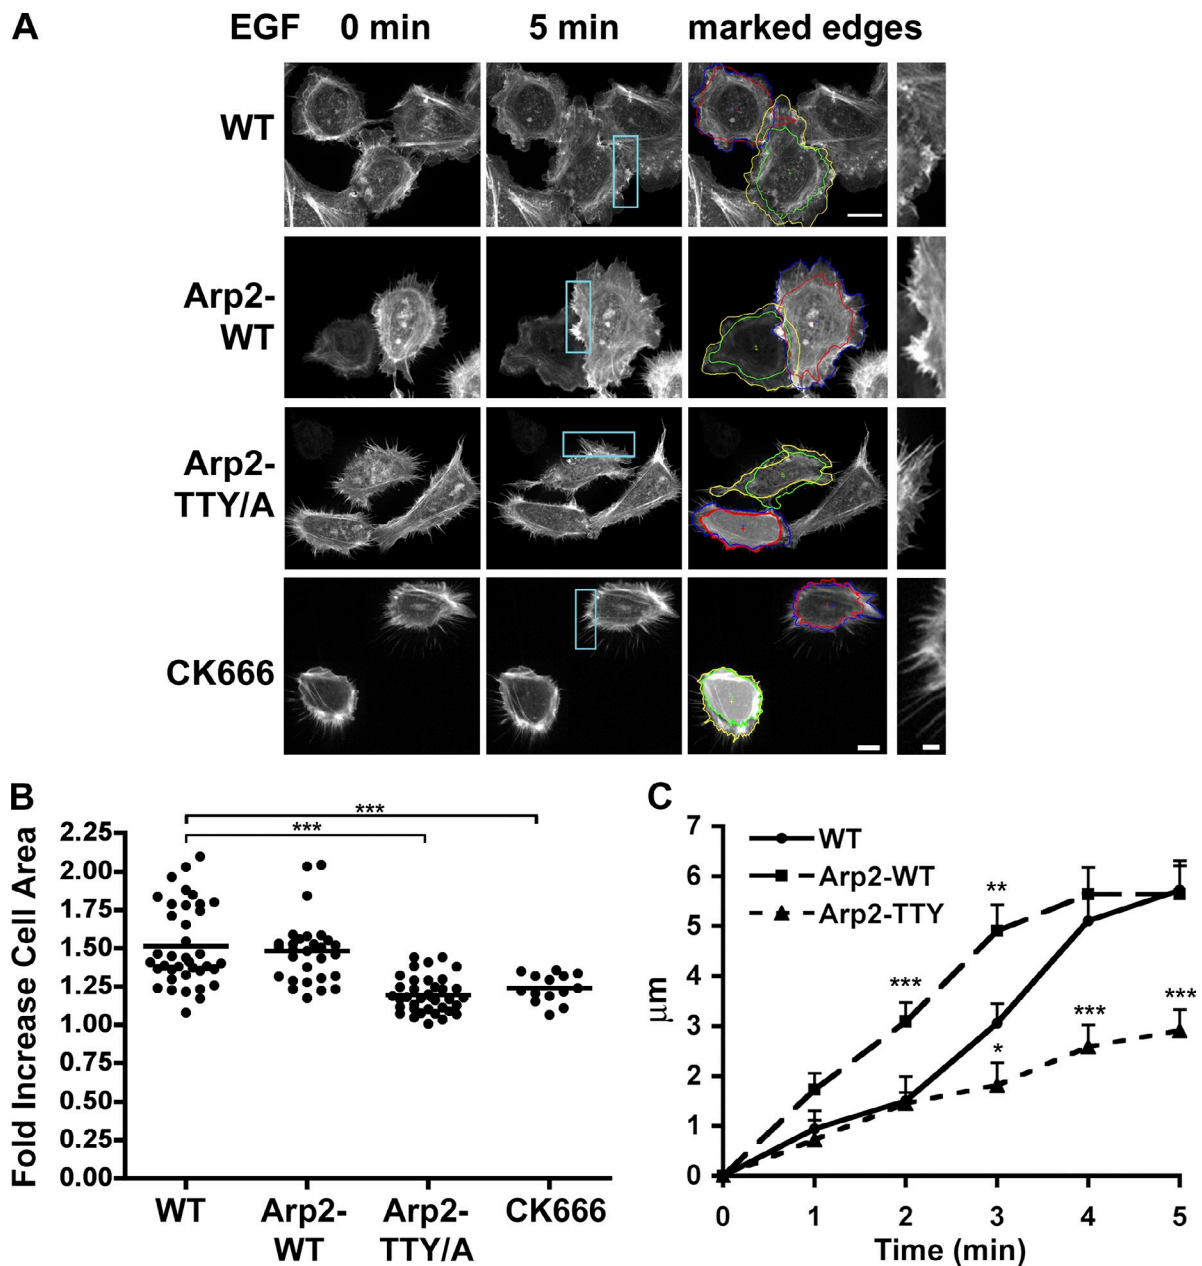 A
EGF 0 min 5 min marked edges
WT
Arp2-
WT
Arp2-
TTY/A
CK666
B
***
***
Fold Increase Cell Area
2.25
2.00
1.75
1.50
1.25
1.00
0.75
0.50
0.25
0.00
WT
Arp2-
WT
Arp2-
TTY/A
CK666
C
WT
Arp2-WT
Arp2-TTY
μm
7
6
5
4
3
2
1
0
***
**
*
***
***
0 1 2 3 4 5
Time (min)